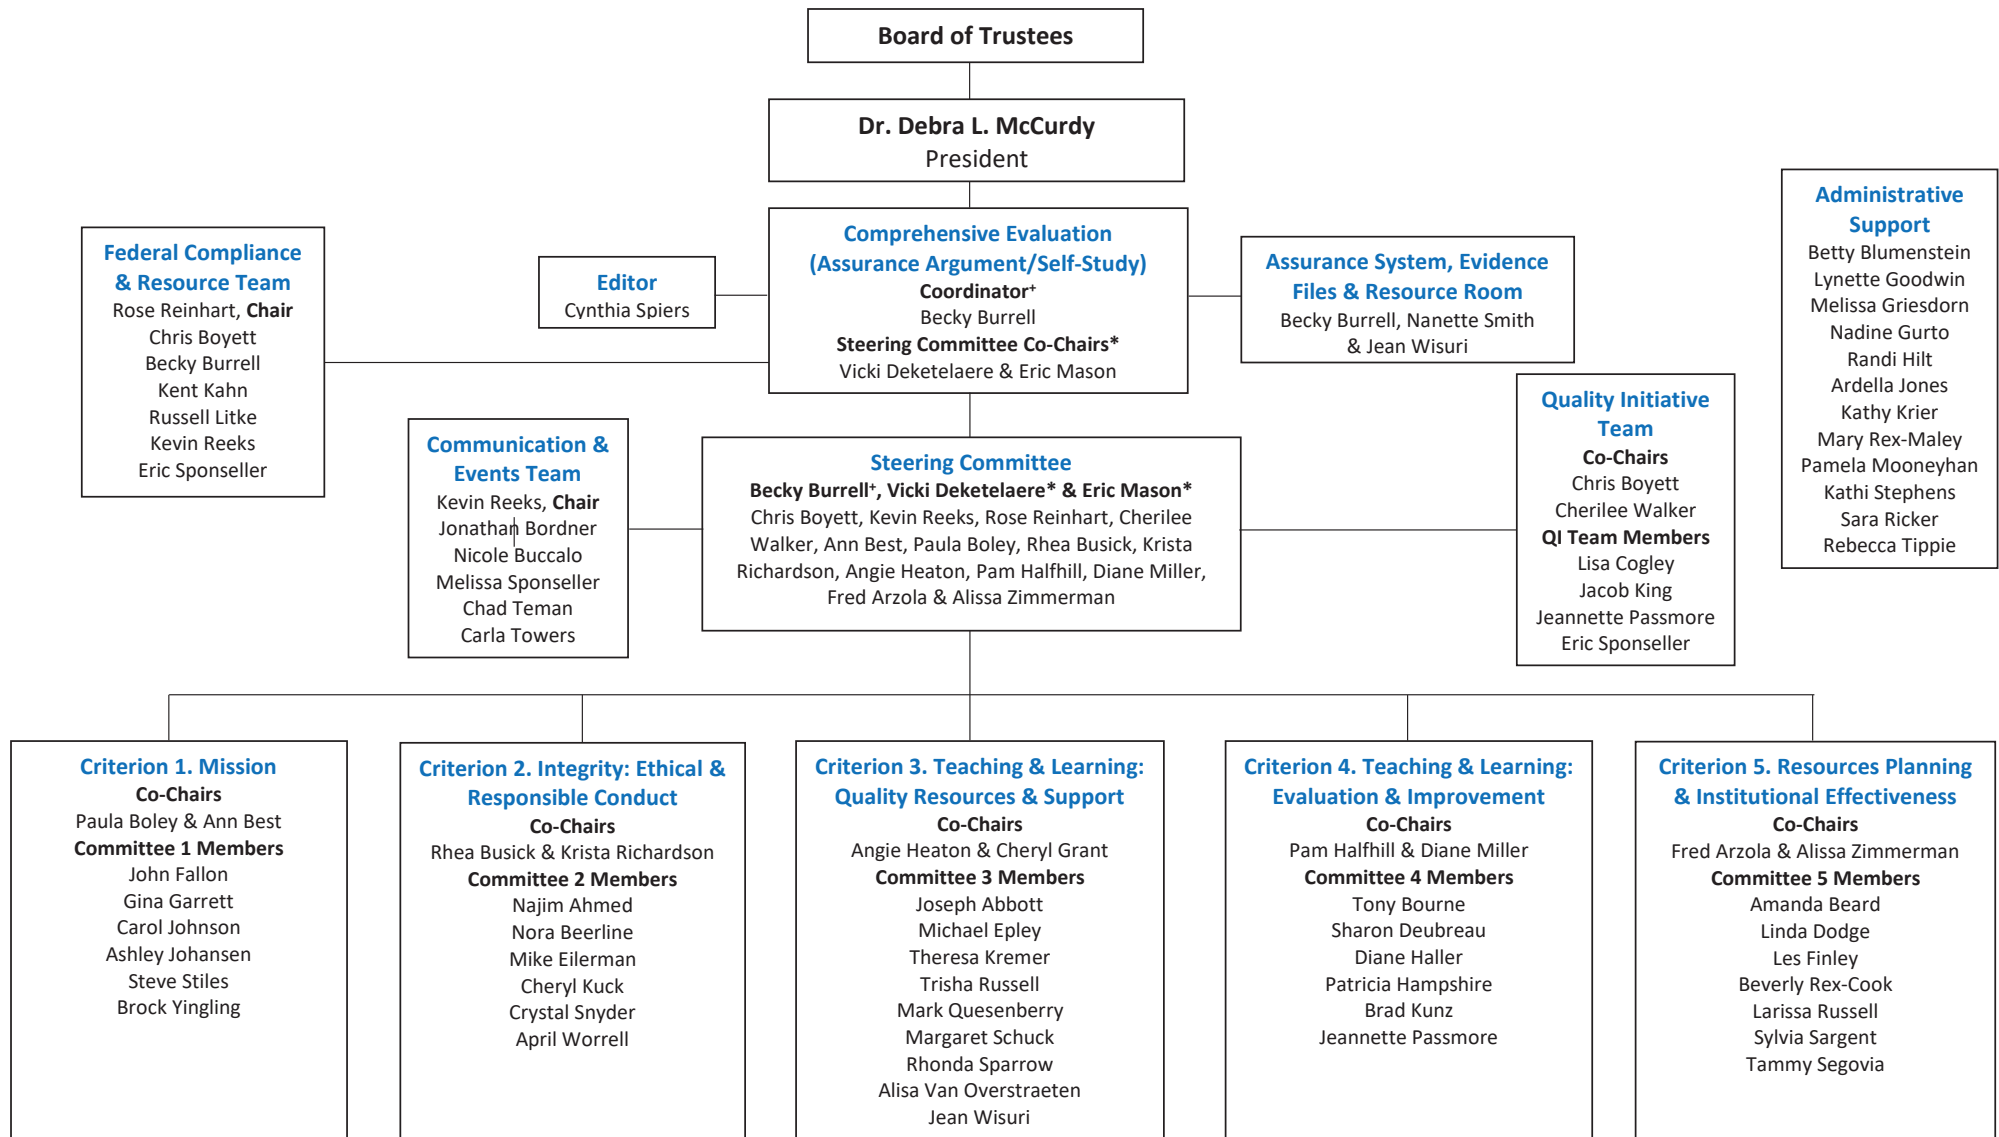 Board of Trustees
Dr. Debra L. McCurdy
President
Comprehensive Evaluation
(Assurance Argument/Self-Study)
Coordinator⁺
Becky Burrell
Steering Committee Co-Chairs*
Vicki Deketelaere & Eric Mason
Federal Compliance
& Resource Team
Rose Reinhart, Chair
Chris Boyett
Becky Burrell
Kent Kahn
Russell Litke
Kevin Reeks
Eric Sponseller
Editor
Cynthia Spiers
Assurance System, Evidence
Files & Resource Room
Becky Burrell, Nanette Smith
& Jean Wisuri
Administrative
Support
Betty Blumenstein
Lynette Goodwin
Melissa Griesdorn
Nadine Gurto
Randi Hilt
Ardella Jones
Kathy Krier
Mary Rex-Maley
Pamela Mooneyhan
Kathi Stephens
Sara Ricker
Rebecca Tippie
Communication &
Events Team
Kevin Reeks, Chair
Jonathan Bordner
Nicole Buccalo
Melissa Sponseller
Chad Teman
Carla Towers
Steering Committee
Becky Burrell⁺, Vicki Deketelaere* & Eric Mason*
Chris Boyett, Kevin Reeks, Rose Reinhart, Cherilee
Walker, Ann Best, Paula Boley, Rhea Busick, Krista
Richardson, Angie Heaton, Pam Halfhill, Diane Miller,
Fred Arzola & Alissa Zimmerman
Quality Initiative
Team
Co-Chairs
Chris Boyett
Cherilee Walker
QI Team Members
Lisa Cogley
Jacob King
Jeannette Passmore
Eric Sponseller
Criterion 1. Mission
Co-Chairs
Paula Boley & Ann Best
Committee 1 Members
John Fallon
Gina Garrett
Carol Johnson
Ashley Johansen
Steve Stiles
Brock Yingling
Criterion 2. Integrity: Ethical &
Responsible Conduct
Co-Chairs
Rhea Busick & Krista Richardson
Committee 2 Members
Najim Ahmed
Nora Beerline
Mike Eilerman
Cheryl Kuck
Crystal Snyder
April Worrell
Criterion 3. Teaching & Learning:
Quality Resources & Support
Co-Chairs
Angie Heaton & Cheryl Grant
Committee 3 Members
Joseph Abbott
Michael Epley
Theresa Kremer
Trisha Russell
Mark Quesenberry
Margaret Schuck
Rhonda Sparrow
Alisa Van Overstraeten
Jean Wisuri
Criterion 4. Teaching & Learning:
Evaluation & Improvement
Co-Chairs
Pam Halfhill & Diane Miller
Committee 4 Members
Tony Bourne
Sharon Deubreau
Diane Haller
Patricia Hampshire
Brad Kunz
Jeannette Passmore
Criterion 5. Resources Planning
& Institutional Effectiveness
Co-Chairs
Fred Arzola & Alissa Zimmerman
Committee 5 Members
Amanda Beard
Linda Dodge
Les Finley
Beverly Rex-Cook
Larissa Russell
Sylvia Sargent
Tammy Segovia